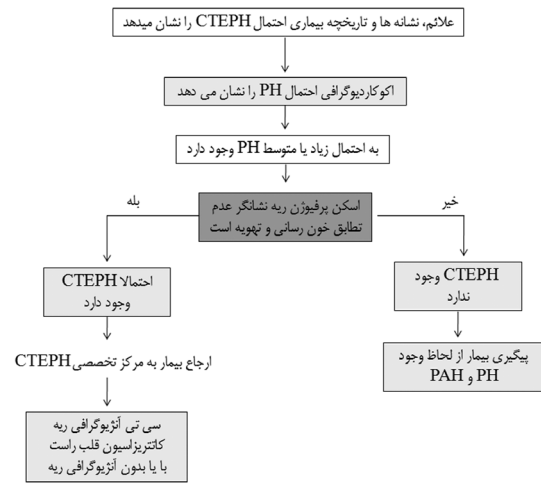 علائم، نشانه ها و تاریخچه بیماری احتمال CTEPH را نشان میدهد
اکوکاردیوگرافی احتمال PH را نشان می دهد
به احتمال زیاد یا متوسط PH وجود دارد
اسکن پرفیوژن ریه نشانگر عدم
تطابق خون رسانی و تهویه است
خیر
CTEPH وجود
ندارد
پیگیری بیمار از لحاظ وجود
PH و PAH
بله
احتمالا CTEPH
وجود دارد
ارجاع بیمار به مرکز تخصصی CTEPH
سی تی آنژیوگرافی ریه
کاتتریزاسیون قلب راست
با یا بدون آنژیوگرافی ریه